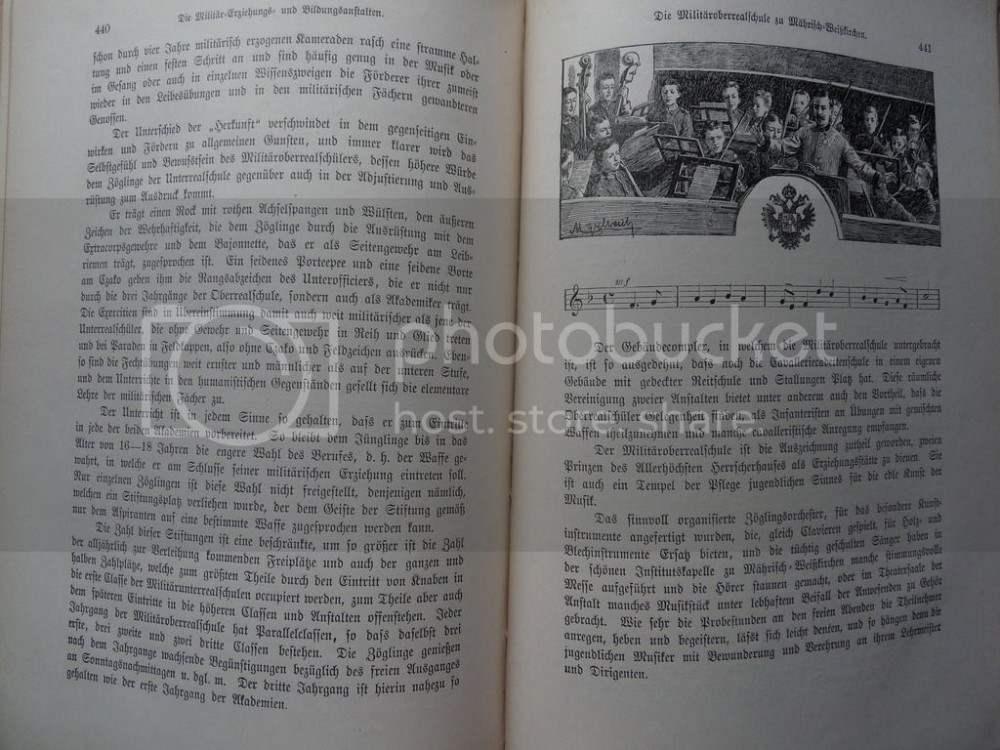 440
Die Militär-Erziehungs- und Bildungsanstalten.
schon durch vier Jahre militärisch erzogenen Kameraden rasch eine stramme Hal-
tung und einen festen Schritt an und sind häufig genug in der Musik oder
im Gesang oder auch in einzelnen Wissenszweigen die Förderer ihrer zumeist
wieder in den Leibesübungen und in den militärischen Fächern gewandteren
Genossen.
Der Unterschied der „Herkunft" verschwindet in dem gegenseitigen Ein-
wirken und Fördern zu allgemeinen Gunsten, und immer klarer wird das
Selbstgefühl und Bewufstsein des Militäroberrealschülers, dessen höhere Würde
dem Zöglinge der Unterrealschule gegenüber auch in der Adjustierung und Aus-
rüstung zum Ausdruck kommt.
Er trägt einen Rock mit rothen Achselspangen und Wülsten, den äußeren
Zeichen der Wehrhaftigkeit, die dem Zöglinge durch die Ausrüstung mit dem
Extracorpsgewehre und dem Bajonnette, das er als Seitengewehr am Leib-
riemen trägt, zugesprochen ist. Ein seidenes Porteepee und eine seidene Borte
am Czako geben ihm die Rangsabzeichen des Unterofficiers, die er nicht nur
durch die drei Jahrgänge der Oberrealschule, sondern auch als Akademiker trägt.
Die Exercitien sind in Übereinstimmung damit auch weit militärischer als jene der
Unterrealschüler, die ohne Gewehr und Seitengewehr in Reih und Glied treten
und bei Paraden in Feldkappen, also ohne Czako und Feldzeichen ausrücken. Eben
so sind die Fechtübungen weit ernster und männlicher als auf der unteren Stufe,
und dem Unterrichte in den humanistischen Gegenständen gesellt sich die elementare
Lehre der militärischen Fächer zu.
Der Unterricht ist in jedem Sinne so gehalten, dass er zum Eintritte
in jede der beiden Akademien vorbereitet. So bleibt dem Jünglinge bis in das
Alter von 16—18 Jahren die engere Wahl des Berufes, d. h. der Waffe ge-
wahrt, in welche er am Schlusse seiner militärischen Erziehung eintreten soll.
Nur einzelnen Zöglingen ist diese Wahl nicht freigestellt, denjenigen nämlich,
welchen ein Stiftungsplatz verliehen wurde, der dem Geiste der Stiftung gemäß
nur dem Aspiranten auf eine bestimmte Waffe zugesprochen werden kann.
Die Zahl dieser Stiftungen ist eine beschränkte, um so größer ist die Zahl
der alljährlich zur Verleihung kommenden Freiplätze und auch der ganzen und
halben Zahlplätze, welche zum größten Theile durch den Eintritt von Knaben in
die erste Classe der Militärunterrealschulen occupiert werden, zum Theile aber auch
dem späteren Eintritte in die höheren Classen und Anstalten offenstehen. Jeder
Jahrgang der Militäroberrealschule hat Parallelclassen, so dass daselbst drei
erste, drei zweite und zwei dritte Classen bestehen. Die Zöglinge genießen
nach dem Jahrgange wachsende Begünstigungen bezüglich des freien Ausganges
an Sonntagsnachmittagen u. dgl. m. Der dritte Jahrgang ist hierin nahezu so
gehalten wie der erste Jahrgang der Akademien.
Die Militäroberrealschule zu Mährisch-Weißkirchen.
441
mf
Der Gebäudecomplex, in welchem die Militäroberrealschule untergebracht
ist, ist so ausgedehnt, dass noch die Cavalleriecadettenschule in einem eigenen
Gebäude mit gedeckter Reitschule und Stallungen Platz hat. Diese räumliche
Vereinigung zweier Anstalten bietet unter anderem auch den Vortheil, dass die
Oberrealschüler Gelegenheit finden, als Infanteristen an Übungen mit gemischten
Waffen theilzunehmen und manche cavalleristische Anregung empfangen.
Der Militäroberrealschule ist die Auszeichnung zutheil geworden, zweien
Prinzen des Allerhöchsten Herrscherhauses als Erziehungsstätte zu dienen. Sie
ist auch ein Tempel der Pflege jugendlichen Sinnes für die edle Kunst der
Musik.
Das sinnvoll organisierte Zöglingsorchester, für das besondere Kunst-
instrumente angefertigt wurden, die, gleich Clavieren gespielt, für Holz- und
Blechinstrumente Ersatz bieten, und die tüchtig geschulten Sänger haben in
der schönen Institutskapelle zu Mährisch-Weißkirchen manche stimmungsvolle
Messe aufgeführt und die Hörer staunen gemacht, oder im Theatersaale der
Anstalt manches Musikstück unter lebhaftem Beifall der Anwesenden zu Gehör
gebracht. Wie sehr die Probestunden an den freien Abenden die Theilnehmer
anregen, heben und begeistern, lässt sich leicht denken, und so hängen denn die
jugendlichen Musiker mit Bewunderung und Verehrung an ihrem Lehrmeister
und Dirigenten.
photobucket
host. store. share.